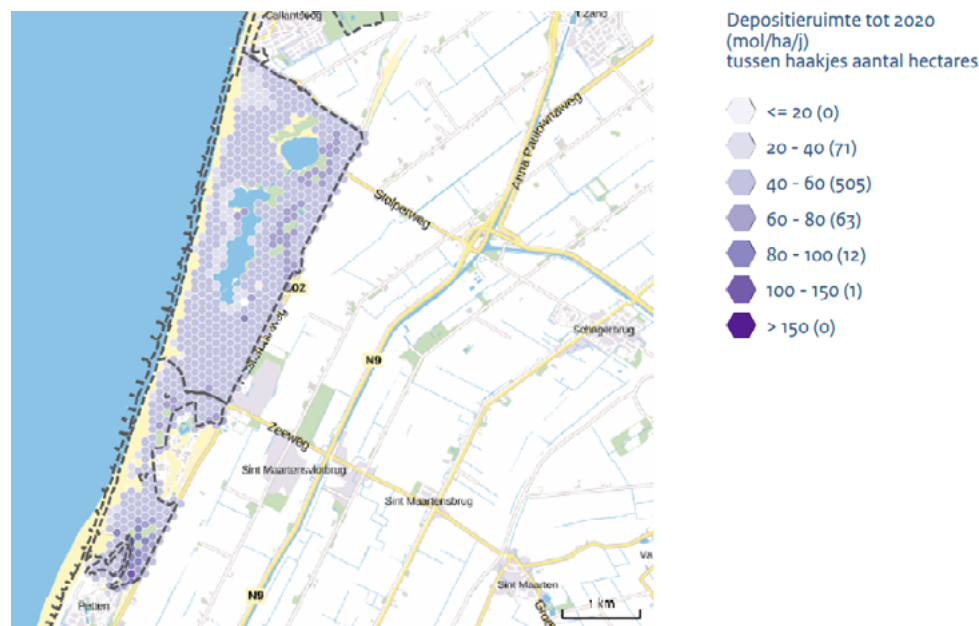 Depositieruimte tot 2020
(mol/ha/j)
tussen haakjes aantal hectares
<= 20 (0)
20 - 40 (71)
40 - 60 (505)
60 - 80 (63)
80 - 100 (12)
100 - 150 (1)
> 150 (0)
Callantsoog
't Zand
Anna Paulownaweg
Stolperweg
Schagerbrug
N9
Zeeweg
Sint Maartensvlotbrug
Sint Maartensbrug
Sint Maarten
Petten
N9
1 km